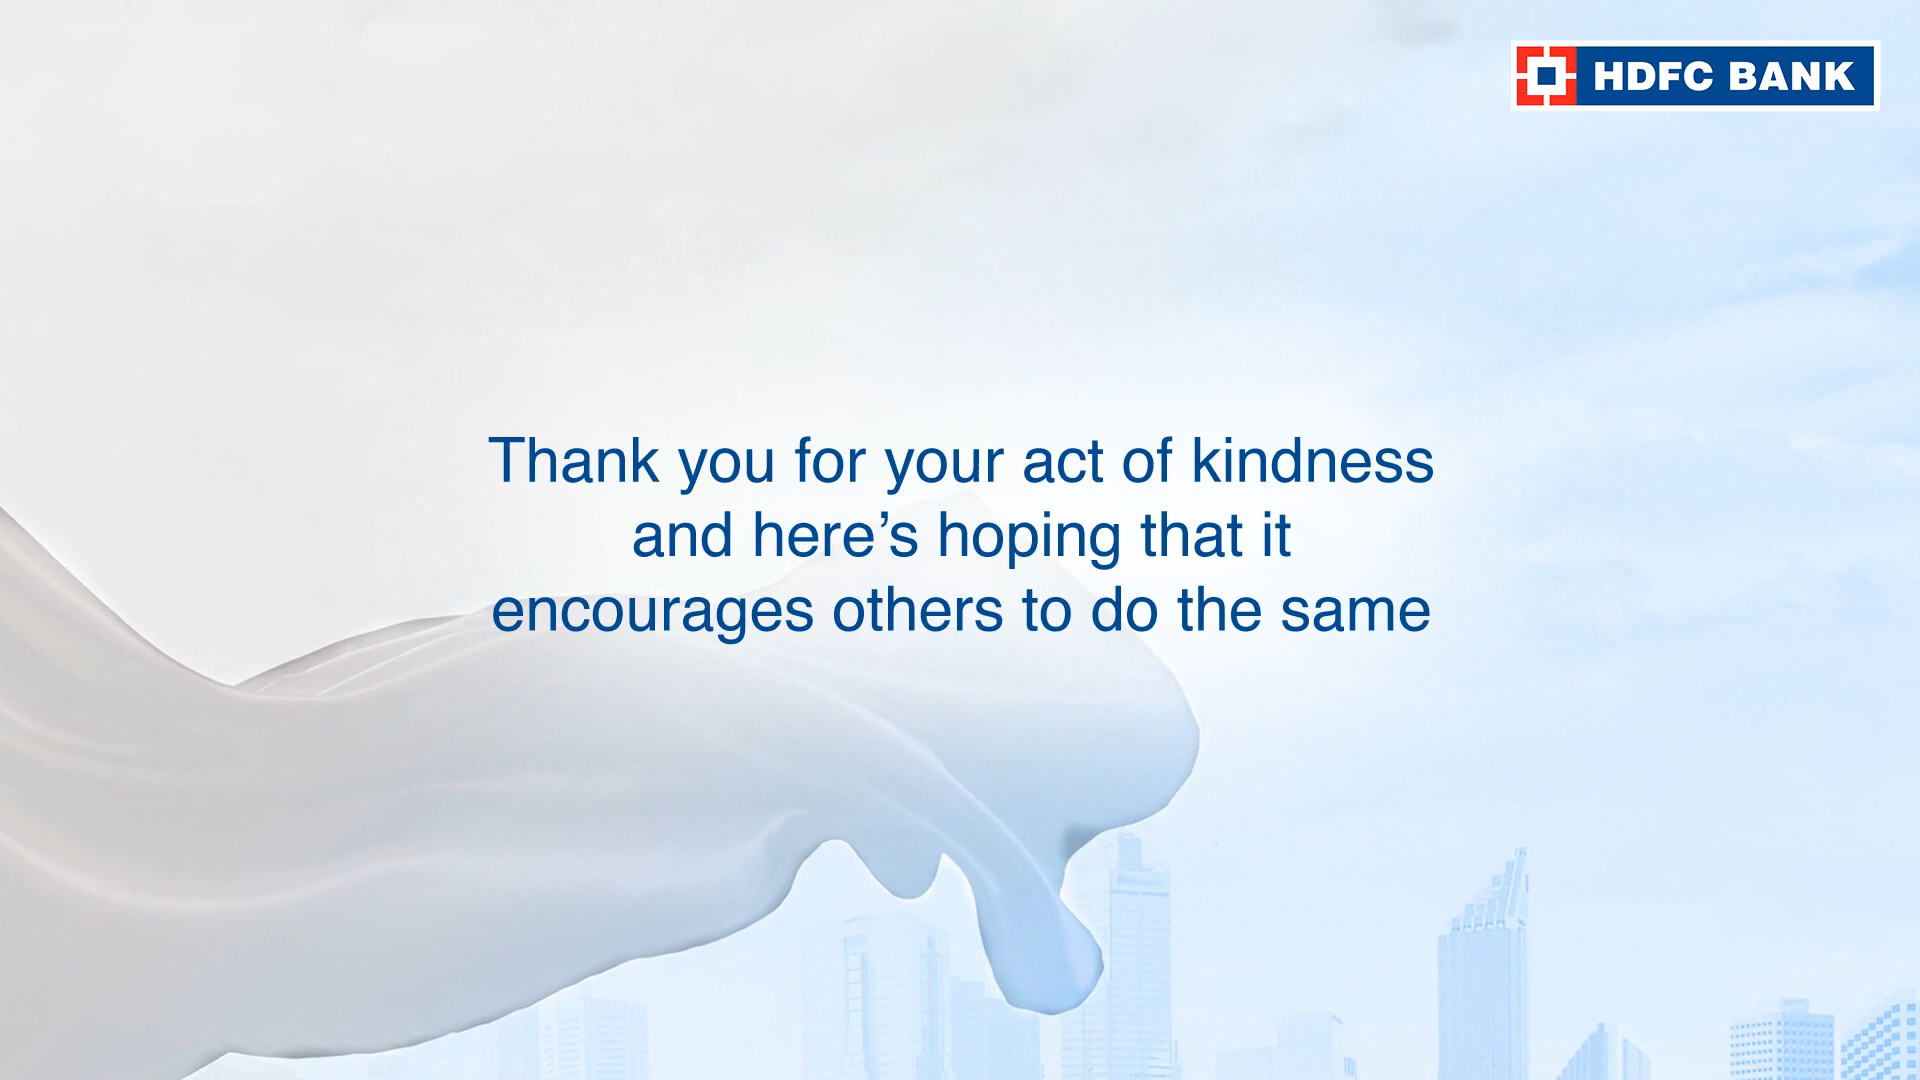 HDFC BANK
Thank you for your act of kindness
and here’s hoping that it
encourages others to do the same